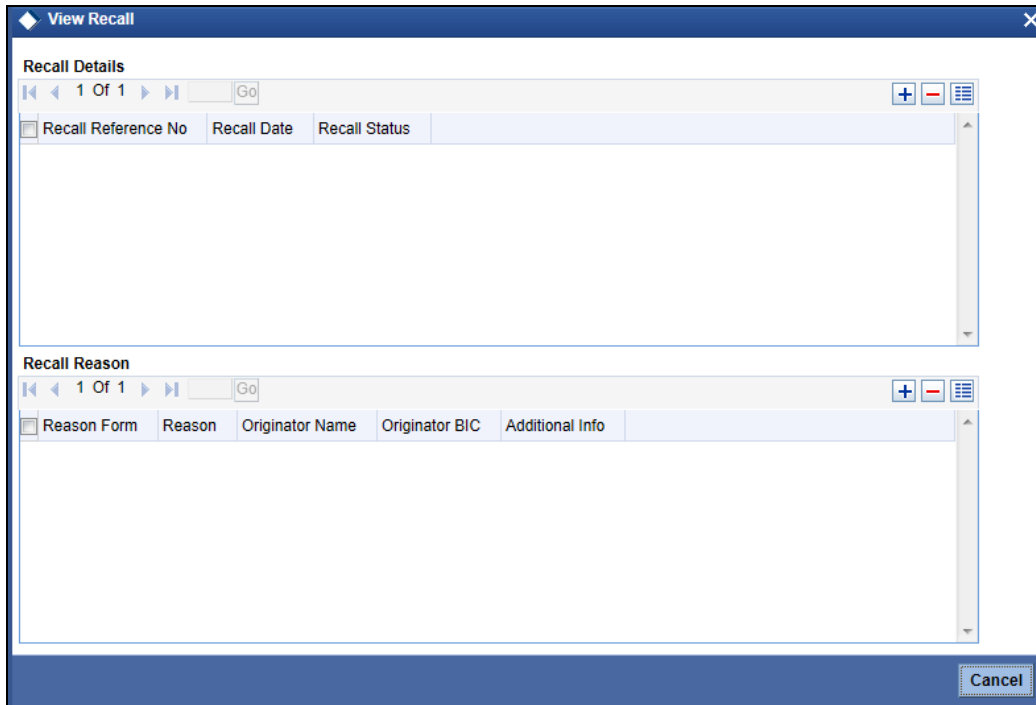 View Recall
Recall Details
1 Of 1 Go
Recall Reference No Recall Date Recall Status
Recall Reason
1 Of 1 Go
Reason Form Reason Originator Name Originator BIC Additional Info
Cancel